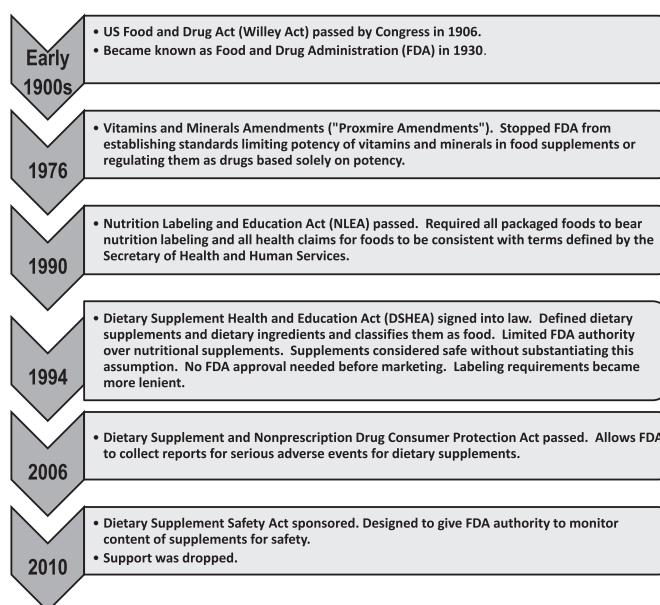 Early
1900s
• US Food and Drug Act (Willey Act) passed by Congress in 1906.
• Became known as Food and Drug Administration (FDA) in 1930.
1976
• Vitamins and Minerals Amendments ("Proxmire Amendments"). Stopped FDA from
establishing standards limiting potency of vitamins and minerals in food supplements or
regulating them as drugs based solely on potency.
1990
• Nutrition Labeling and Education Act (NLEA) passed. Required all packaged foods to bear
nutrition labeling and all health claims for foods to be consistent with terms defined by the
Secretary of Health and Human Services.
1994
• Dietary Supplement Health and Education Act (DSHEA) signed into law. Defined dietary
supplements and dietary ingredients and classifies them as food. Limited FDA authority
over nutritional supplements. Supplements considered safe without substantiating this
assumption. No FDA approval needed before marketing. Labeling requirements became
more lenient.
2006
• Dietary Supplement and Nonprescription Drug Consumer Protection Act passed. Allows FDA
to collect reports for serious adverse events for dietary supplements.
2010
• Dietary Supplement Safety Act sponsored. Designed to give FDA authority to monitor
content of supplements for safety.
• Support was dropped.